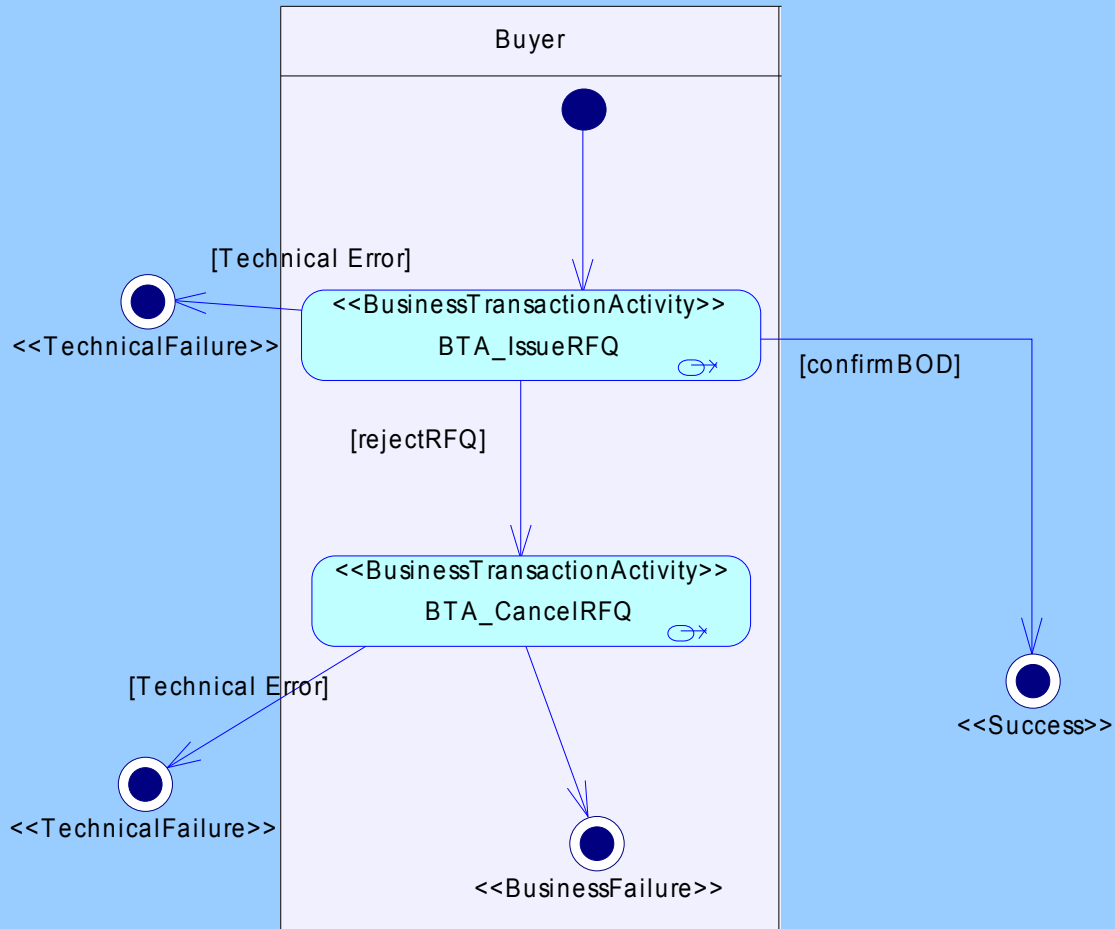 Buyer
[Technical Error]
<<BusinessTransactionActivity>>
<<TechnicalFailure>>
BTA_IssueRFQ
[confirmBOD]
[rejectRFQ]
<<BusinessTransactionActivity>>
BTA_CancelRFQ
[Technical Error]
<<Success>>
<<TechnicalFailure>>
<<BusinessFailure>>